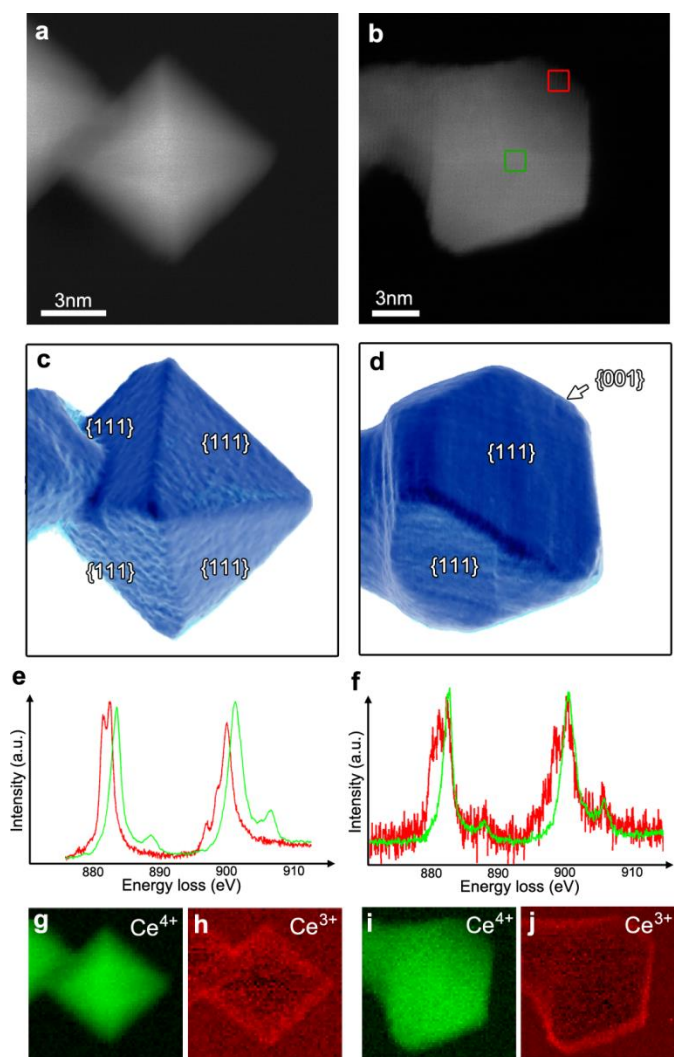 a
b
3nm
3nm
c
d
{001}
{111}
{111}
{111}
{111}
{111}
{111}
e
f
Intensity (a.u.)
Intensity (a.u.)
880 890 900 910
880 890 900 910
Energy loss (eV)
Energy loss (eV)
g Ce4+
h Ce3+
i Ce4+
j Ce3+